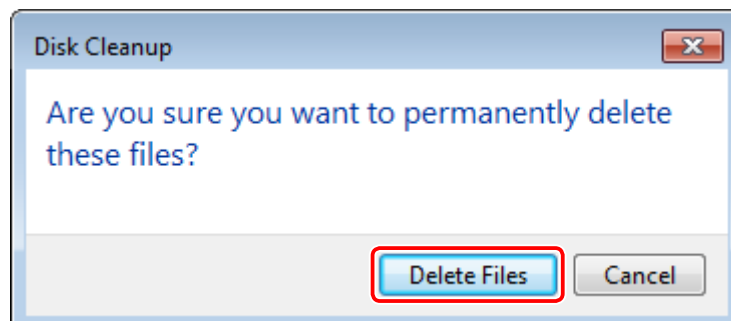 Disk Cleanup
Are you sure you want to permanently delete
these files?
Delete Files
Cancel